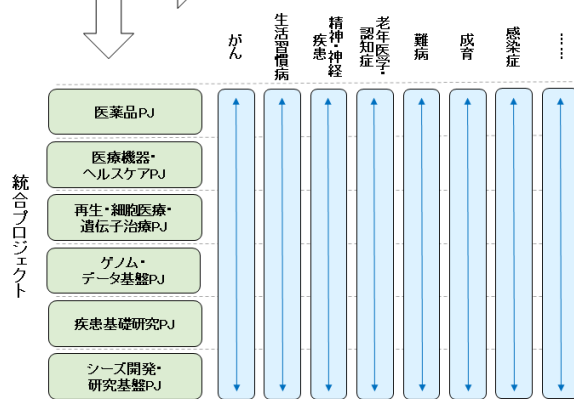 がん
生活習慣病
精神・神経
疾患
老年医学・
認知症
難病
成育
感染症
……
統合プロジェクト
医薬品PJ
医療機器・
ヘルスケアPJ
再生・細胞医療・
遺伝子治療PJ
ゲノム・
データ基盤PJ
疾患基礎研究PJ
シーズ開発・
研究基盤PJ